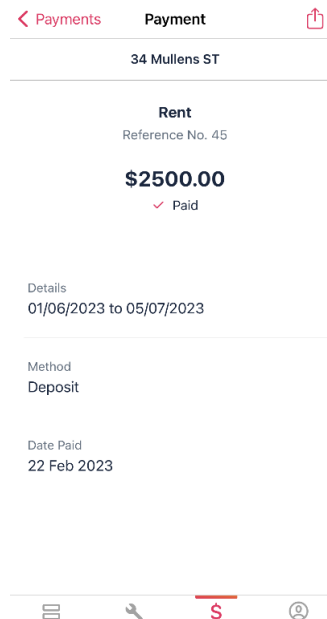 Payments
Payment
34 Mullens ST
Rent
Reference No. 45
$2500.00
Paid
Details
01/06/2023 to 05/07/2023
Method
Deposit
Date Paid
22 Feb 2023
$